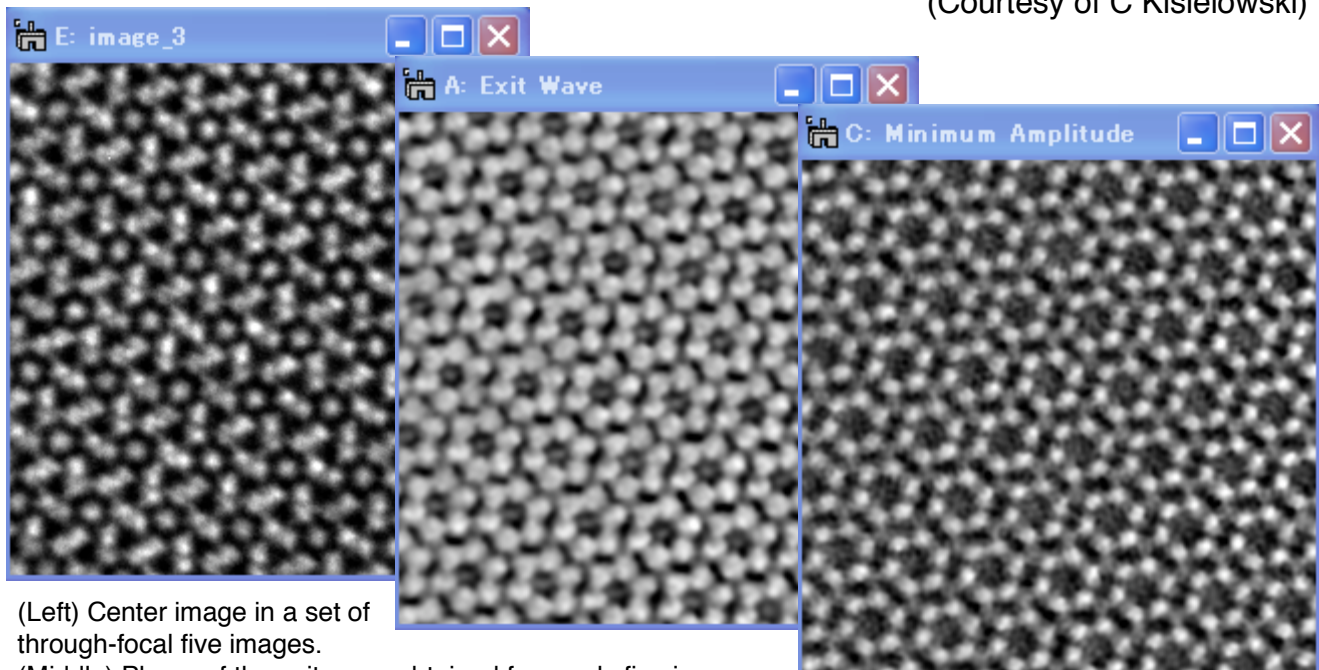 (Courtesy of C Kisielowski)
E: image_3
A: Exit Wave
C: Minimum Amplitude
(Left) Center image in a set of
through-focal five images.